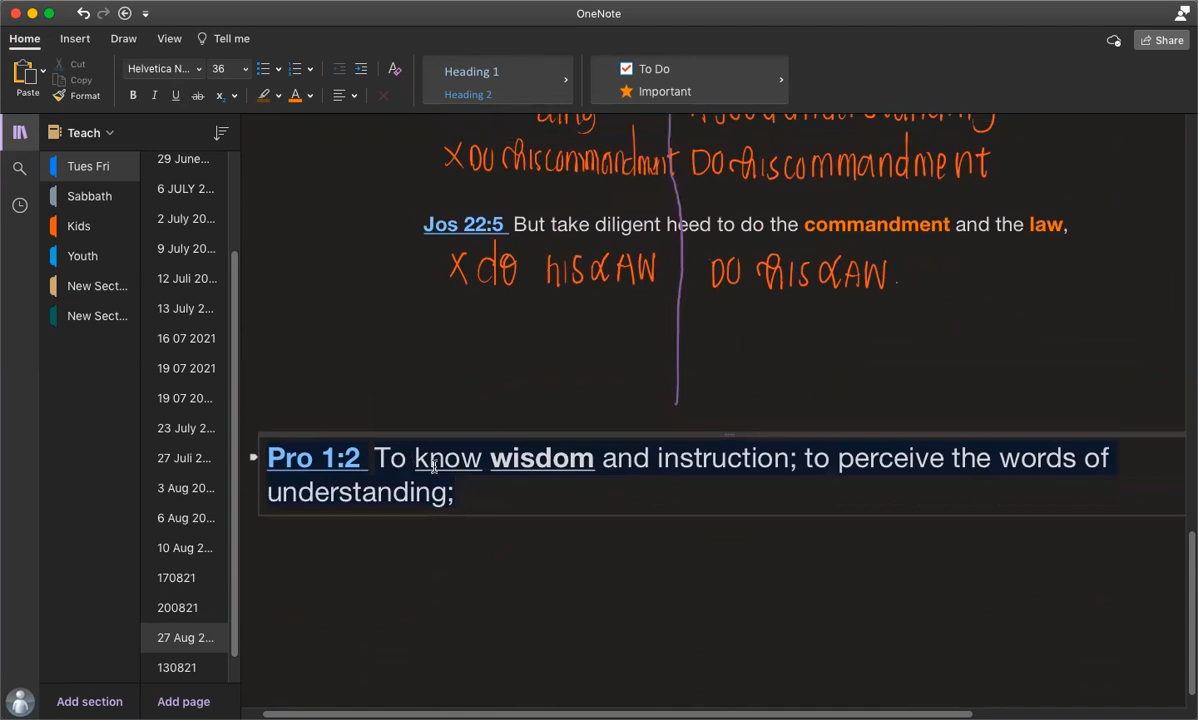 OneNote
Home Insert Draw View Tell me
Share
Paste
Cut
Copy
Format
Helvetica N... 36
B I U ab x₂ A
Heading 1
Heading 2
To Do
Important
Teach
Tues Fri
Sabbath
Kids
Youth
New Sect...
New Sect...
29 June...
6 JULY 2...
2 July 20...
9 July 20...
12 Juli 20...
13 July 2...
16 07 2021
19 07 2021
19 07 20...
23 July 2...
27 Juli 2...
3 Aug 20...
6 Aug 20...
10 Aug 2...
170821
200821
27 Aug 2...
130821
Add section
Add page
X DO this commandment DO this commandment
Jos 22:5 But take diligent heed to do the commandment and the law,
X do his LAW DO this LAW
Pro 1:2 To know wisdom and instruction; to perceive the words of
understanding;